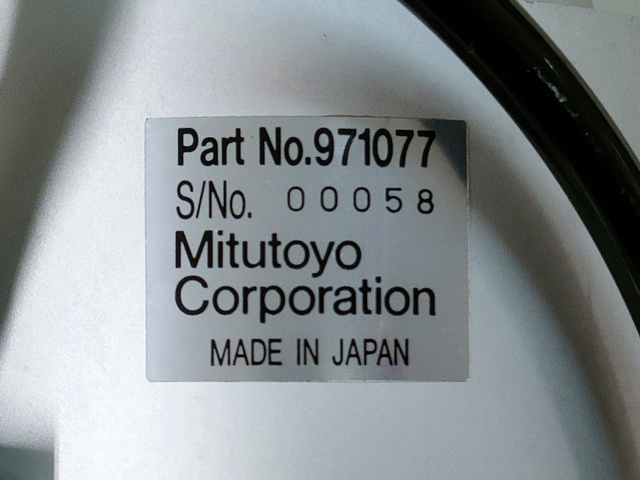 Part No.971077
S/No. 00058
Mitutoyo
Corporation
MADE IN JAPAN